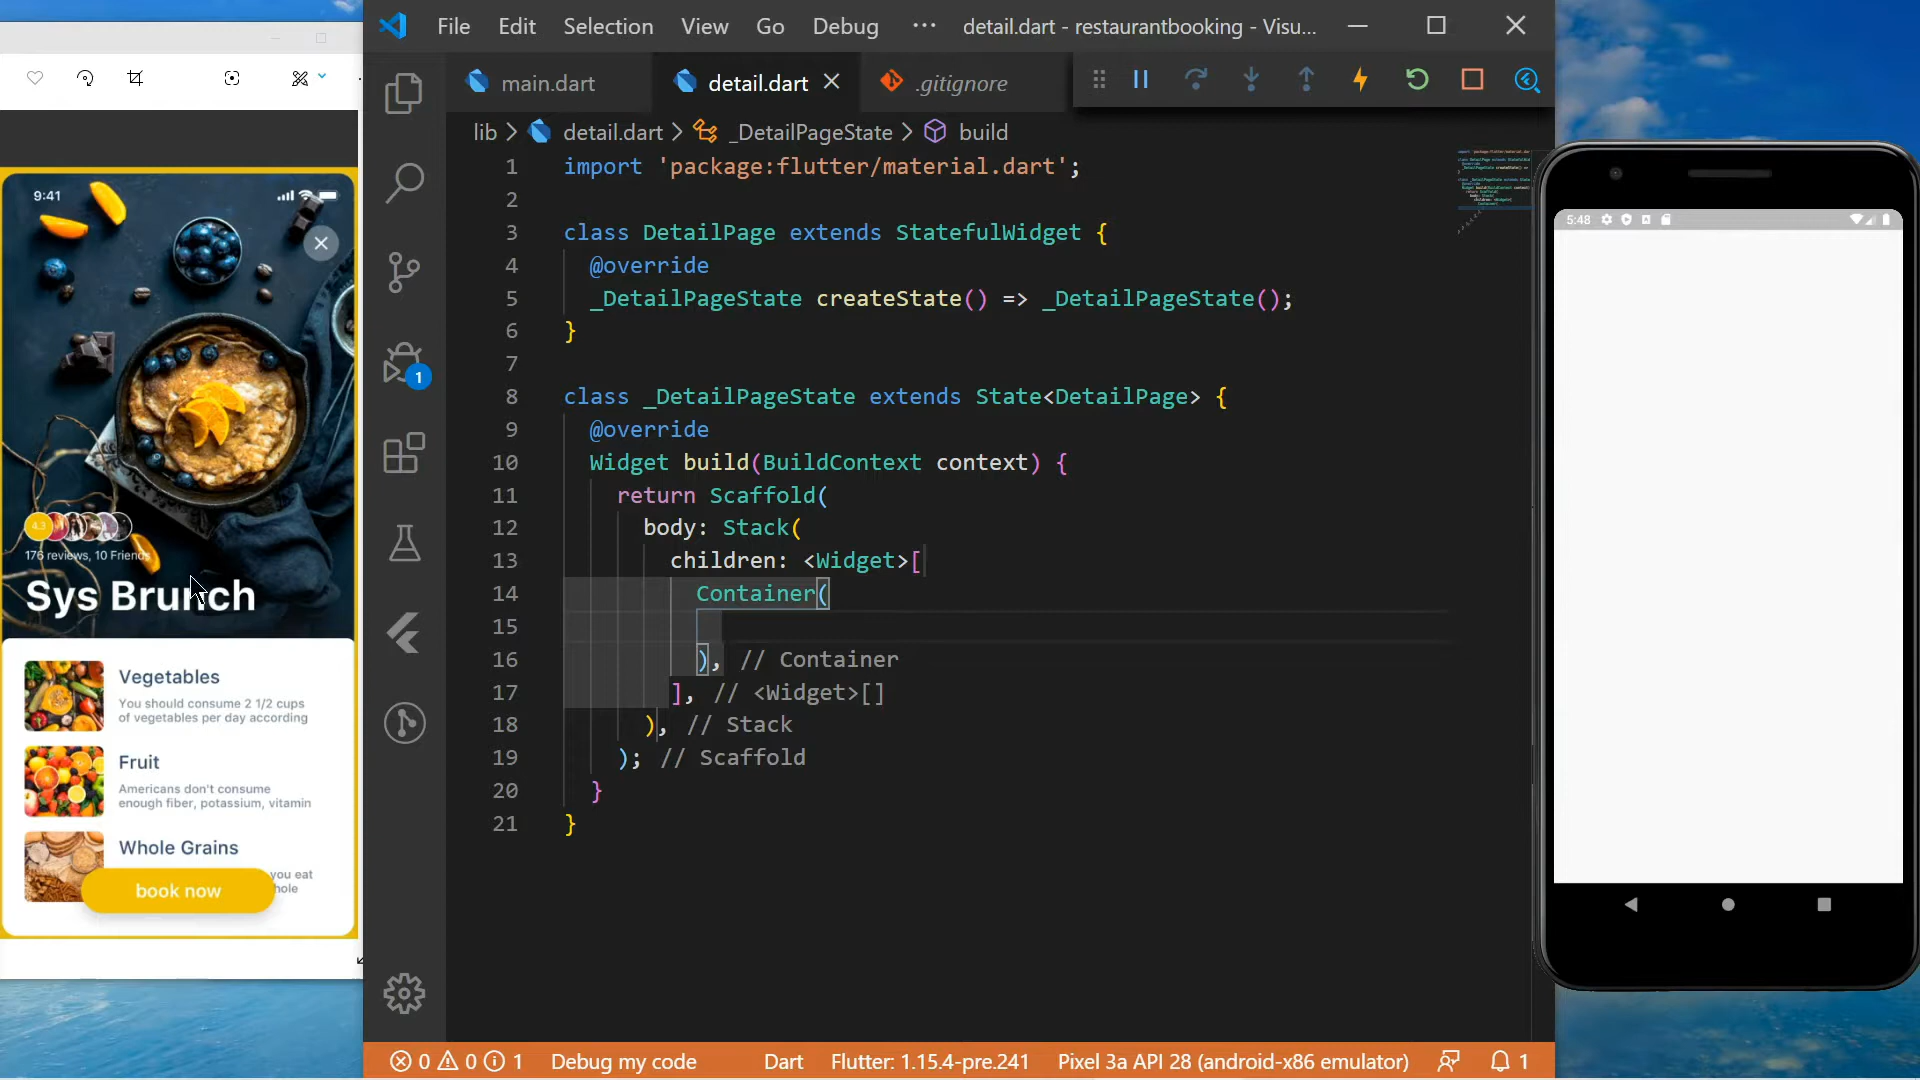 File Edit Selection View Go Debug ··· detail.dart - restaurantbooking - Visu...
main.dart
detail.dart
.gitignore
lib > detail.dart > _DetailPageState > build
1 import 'package:flutter/material.dart';
2
3 class DetailPage extends StatefulWidget {
4 @override
5 _DetailPageState createState() => _DetailPageState();
6 }
7
8 class _DetailPageState extends State<DetailPage> {
9 @override
10 Widget build(BuildContext context) {
11 return Scaffold(
12 body: Stack(
13 children: <Widget>[
14 Container(
15
16 ), // Container
17 ], // <Widget>[]
18 ), // Stack
19 ); // Scaffold
20 }
21 }
1
0 0 1 Debug my code Dart Flutter: 1.15.4-pre.241 Pixel 3a API 28 (android-x86 emulator) 1
9:41
4.3
176 reviews, 10 Friends
Sys Brunch
Vegetables
You should consume 2 1/2 cups
of vegetables per day according
Fruit
Americans don't consume
enough fiber, potassium, vitamin
Whole Grains
you eat
hole
book now
5:48